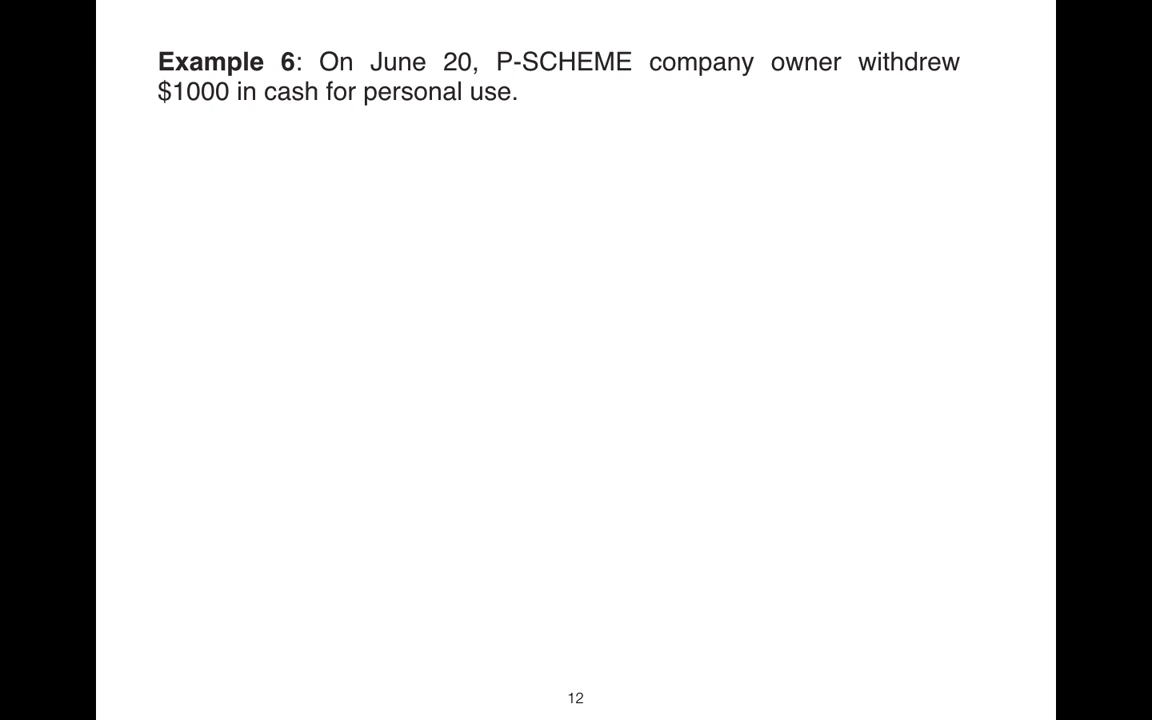 Example 6: On June 20, P-SCHEME company owner withdrew
$1000 in cash for personal use.
12